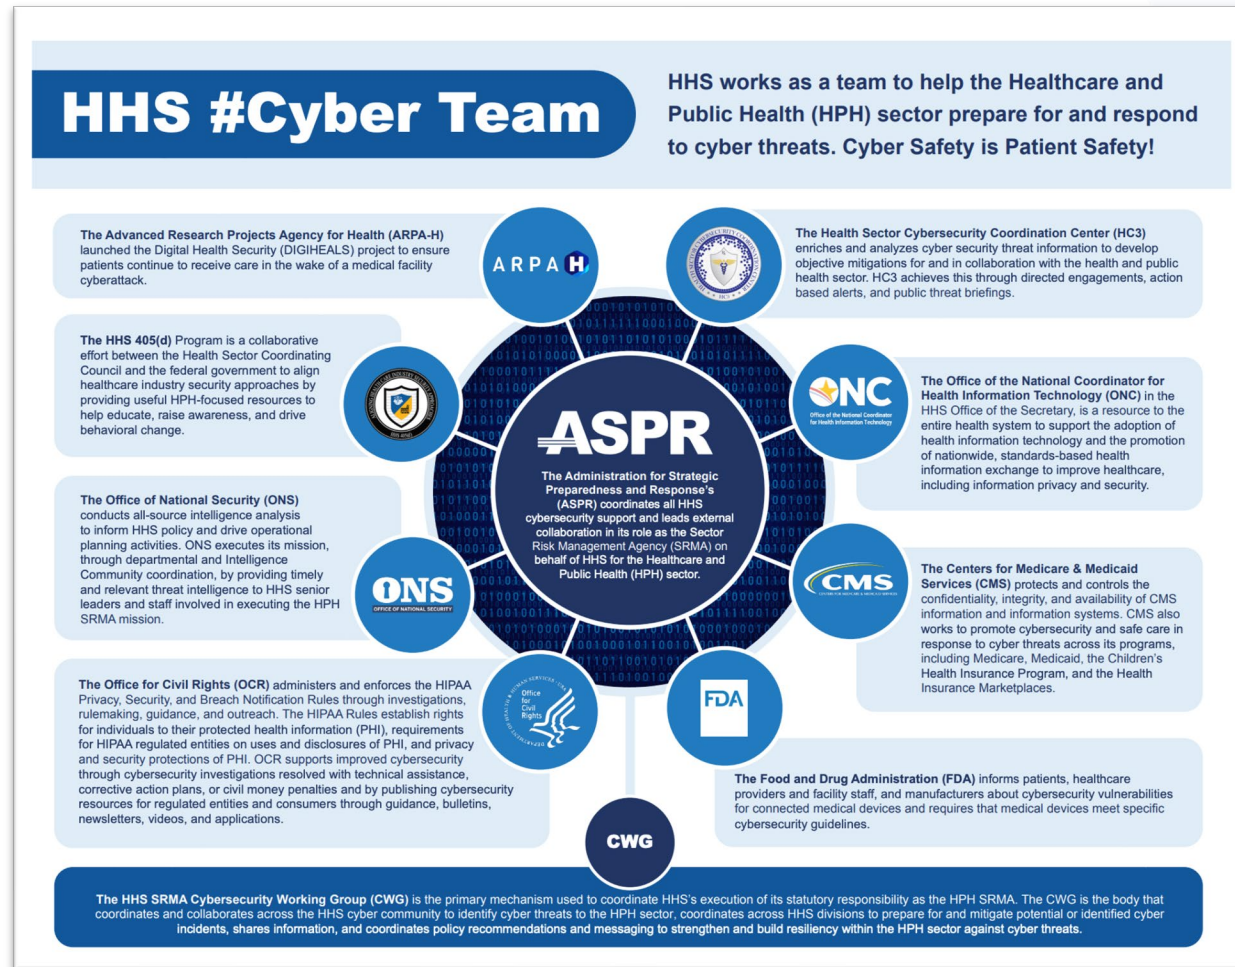 HHS #Cyber Team
HHS works as a team to help the Healthcare and
Public Health (HPH) sector prepare for and respond
to cyber threats. Cyber Safety is Patient Safety!
The Advanced Research Projects Agency for Health (ARPA-H)
launched the Digital Health Security (DIGIHEALS) project to ensure
patients continue to receive care in the wake of a medical facility
cyberattack.
ARPA H
The Health Sector Cybersecurity Coordination Center (HC3)
enriches and analyzes cyber security threat information to develop
objective mitigations for and in collaboration with the health and public
health sector. HC3 achieves this through directed engagements, action
based alerts, and public threat briefings.
The HHS 405(d) Program is a collaborative
effort between the Health Sector Coordinating
Council and the federal government to align
healthcare industry security approaches by
providing useful HPH-focused resources to
help educate, raise awareness, and drive
behavioral change.
ONC
Office of the National Coordinator
for Health Information Technology
The Office of the National Coordinator for
Health Information Technology (ONC) in the
HHS Office of the Secretary, is a resource to the
entire health system to support the adoption of
health information technology and the promotion
of nationwide, standards-based health
information exchange to improve healthcare,
including information privacy and security.
ASPR
The Administration for Strategic
Preparedness and Response's
(ASPR) coordinates all HHS
cybersecurity support and leads external
collaboration in its role as the Sector
Risk Management Agency (SRMA) on
behalf of HHS for the Healthcare and
Public Health (HPH) sector.
The Office of National Security (ONS)
conducts all-source intelligence analysis
to inform HHS policy and drive operational
planning activities. ONS executes its mission,
through departmental and Intelligence
Community coordination, by providing timely
and relevant threat intelligence to HHS senior
leaders and staff involved in executing the HPH
SRMA mission.
ONS
OFFICE OF NATIONAL SECURITY
CMS
CENTERS FOR MEDICARE & MEDICAID SERVICES
The Centers for Medicare & Medicaid
Services (CMS) protects and controls the
confidentiality, integrity, and availability of CMS
information and information systems. CMS also
works to promote cybersecurity and safe care in
response to cyber threats across its programs,
including Medicare, Medicaid, the Children's
Health Insurance Program, and the Health
Insurance Marketplaces.
The Office for Civil Rights (OCR) administers and enforces the HIPAA
Privacy, Security, and Breach Notification Rules through investigations,
rulemaking, guidance, and outreach. The HIPAA Rules establish rights
for individuals to their protected health information (PHI), requirements
for HIPAA regulated entities on uses and disclosures of PHI, and privacy
and security protections of PHI. OCR supports improved cybersecurity
through cybersecurity investigations resolved with technical assistance,
corrective action plans, or civil money penalties and by publishing cybersecurity
resources for regulated entities and consumers through guidance, bulletins,
newsletters, videos, and applications.
Office
for
Civil
Rights
FDA
The Food and Drug Administration (FDA) informs patients, healthcare
providers and facility staff, and manufacturers about cybersecurity vulnerabilities
for connected medical devices and requires that medical devices meet specific
cybersecurity guidelines.
CWG
The HHS SRMA Cybersecurity Working Group (CWG) is the primary mechanism used to coordinate HHS's execution of its statutory responsibility as the HPH SRMA. The CWG is the body that
coordinates and collaborates across the HHS cyber community to identify cyber threats to the HPH sector, coordinates across HHS divisions to prepare for and mitigate potential or identified cyber
incidents, shares information, and coordinates policy recommendations and messaging to strengthen and build resiliency within the HPH sector against cyber threats.